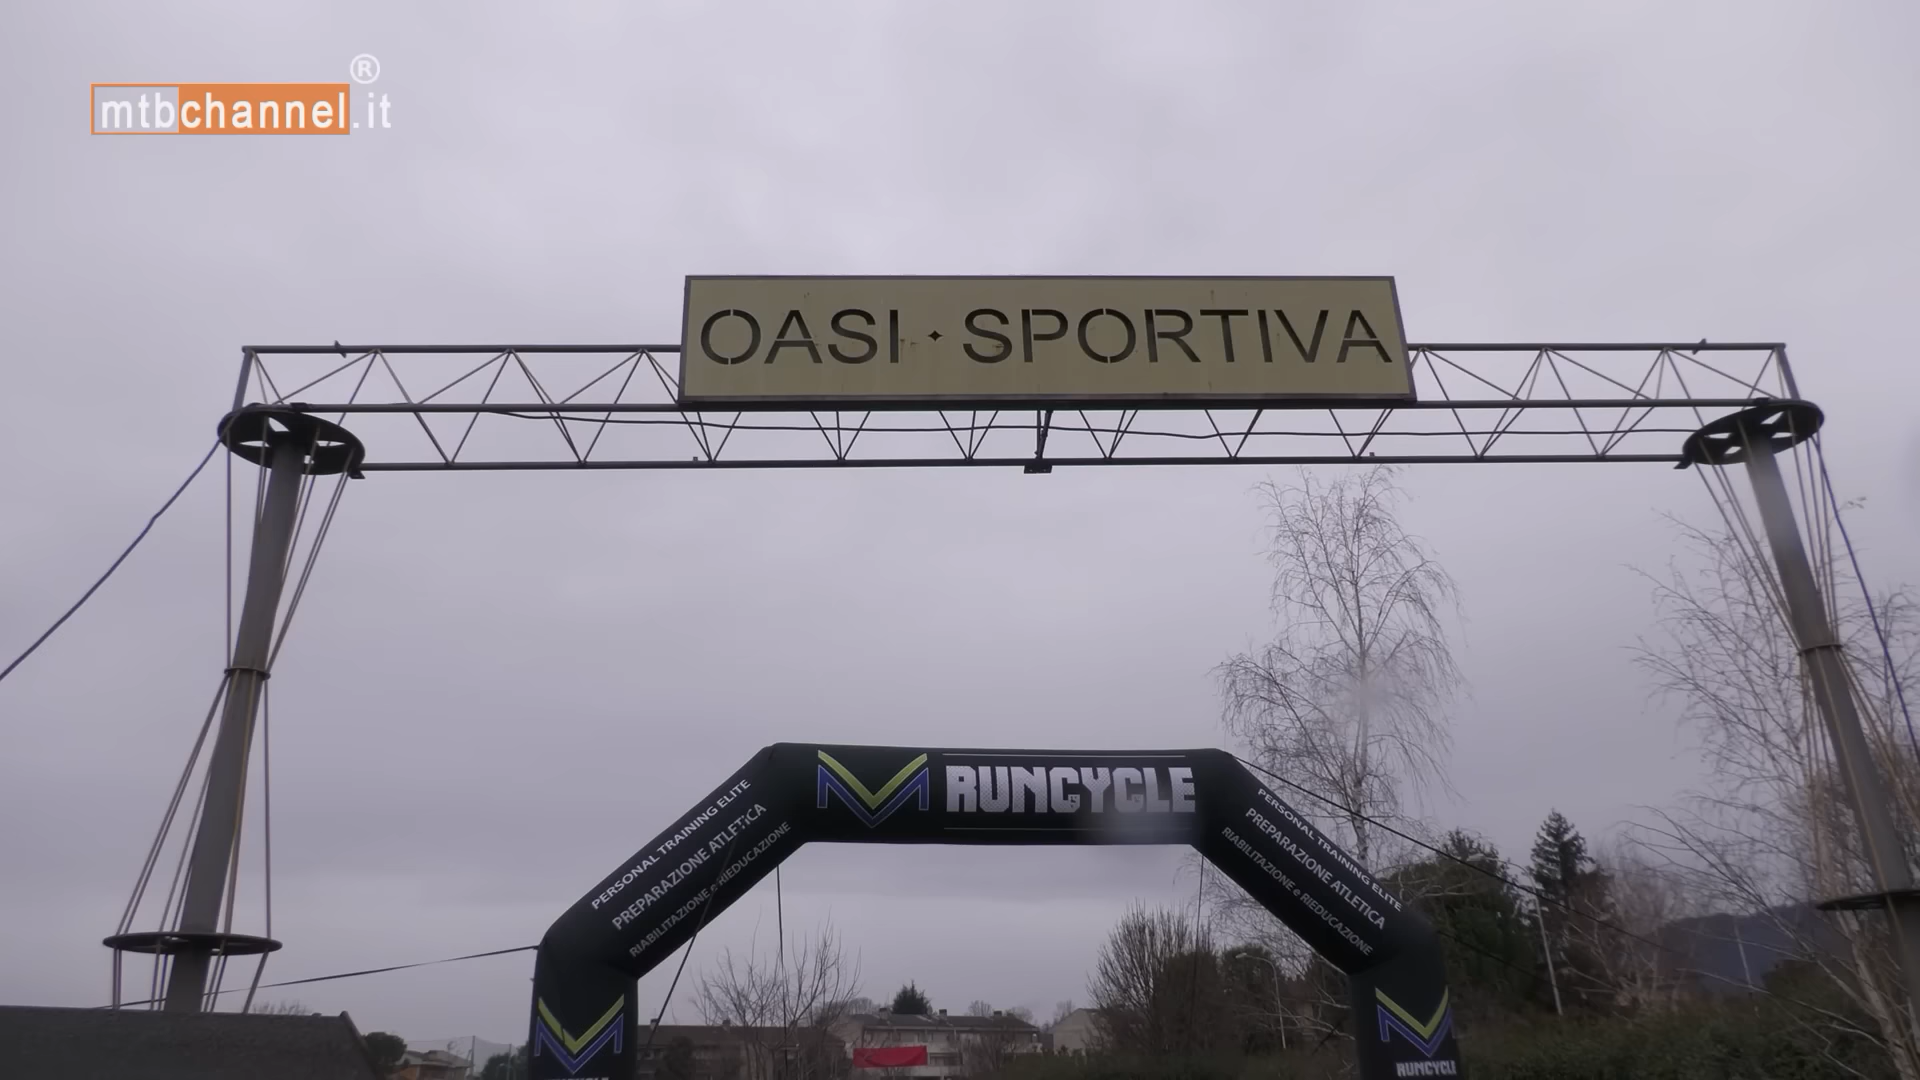 mtbchannel.it ®
OASI · SPORTIVA
RUNCYCLE
PERSONAL TRAINING ELITE
PREPARAZIONE ATLETICA
RIABILITAZIONE e RIEDUCAZIONE
PERSONAL TRAINING ELITE
PREPARAZIONE ATLETICA
RIABILITAZIONE e RIEDUCAZIONE
RUNCYCLE